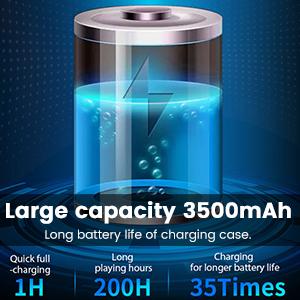 Large capacity 3500mAh
Long battery life of charging case.
Quick full
-charging
1H
Long
playing hours
200H
Charging
for longer battery life
35Times